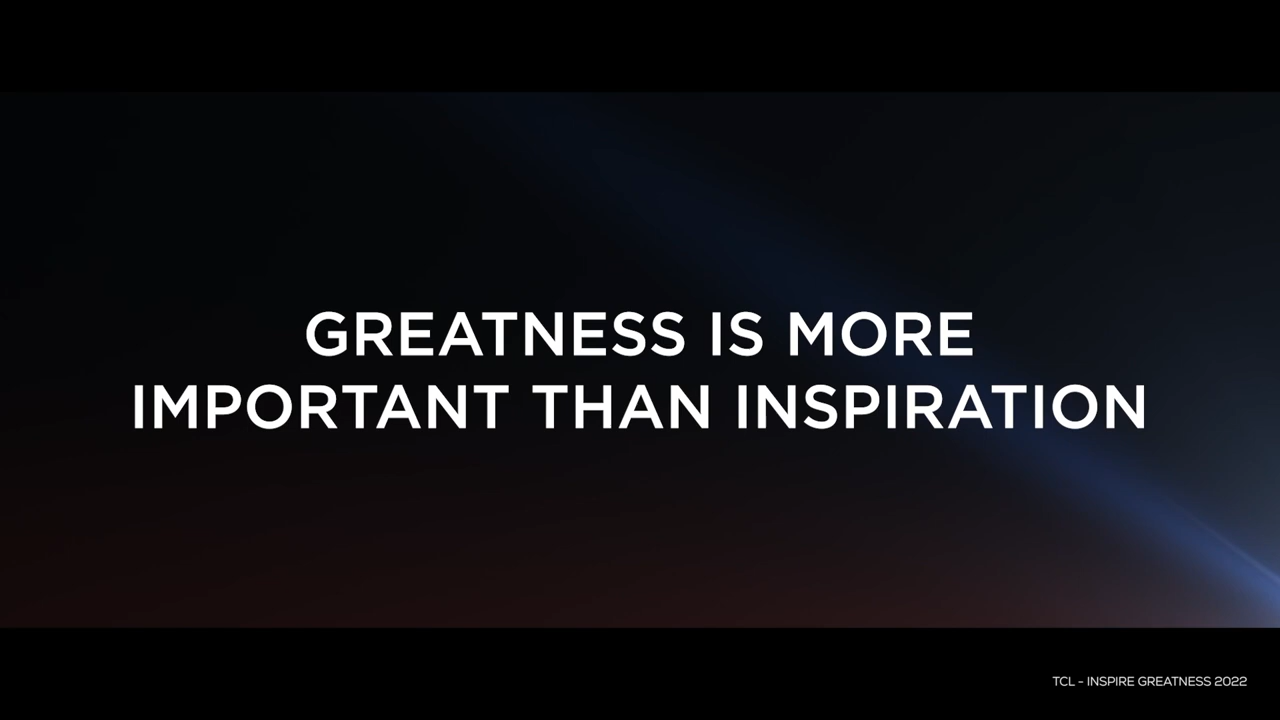 GREATNESS IS MORE
IMPORTANT THAN INSPIRATION
TCL - INSPIRE GREATNESS 2022